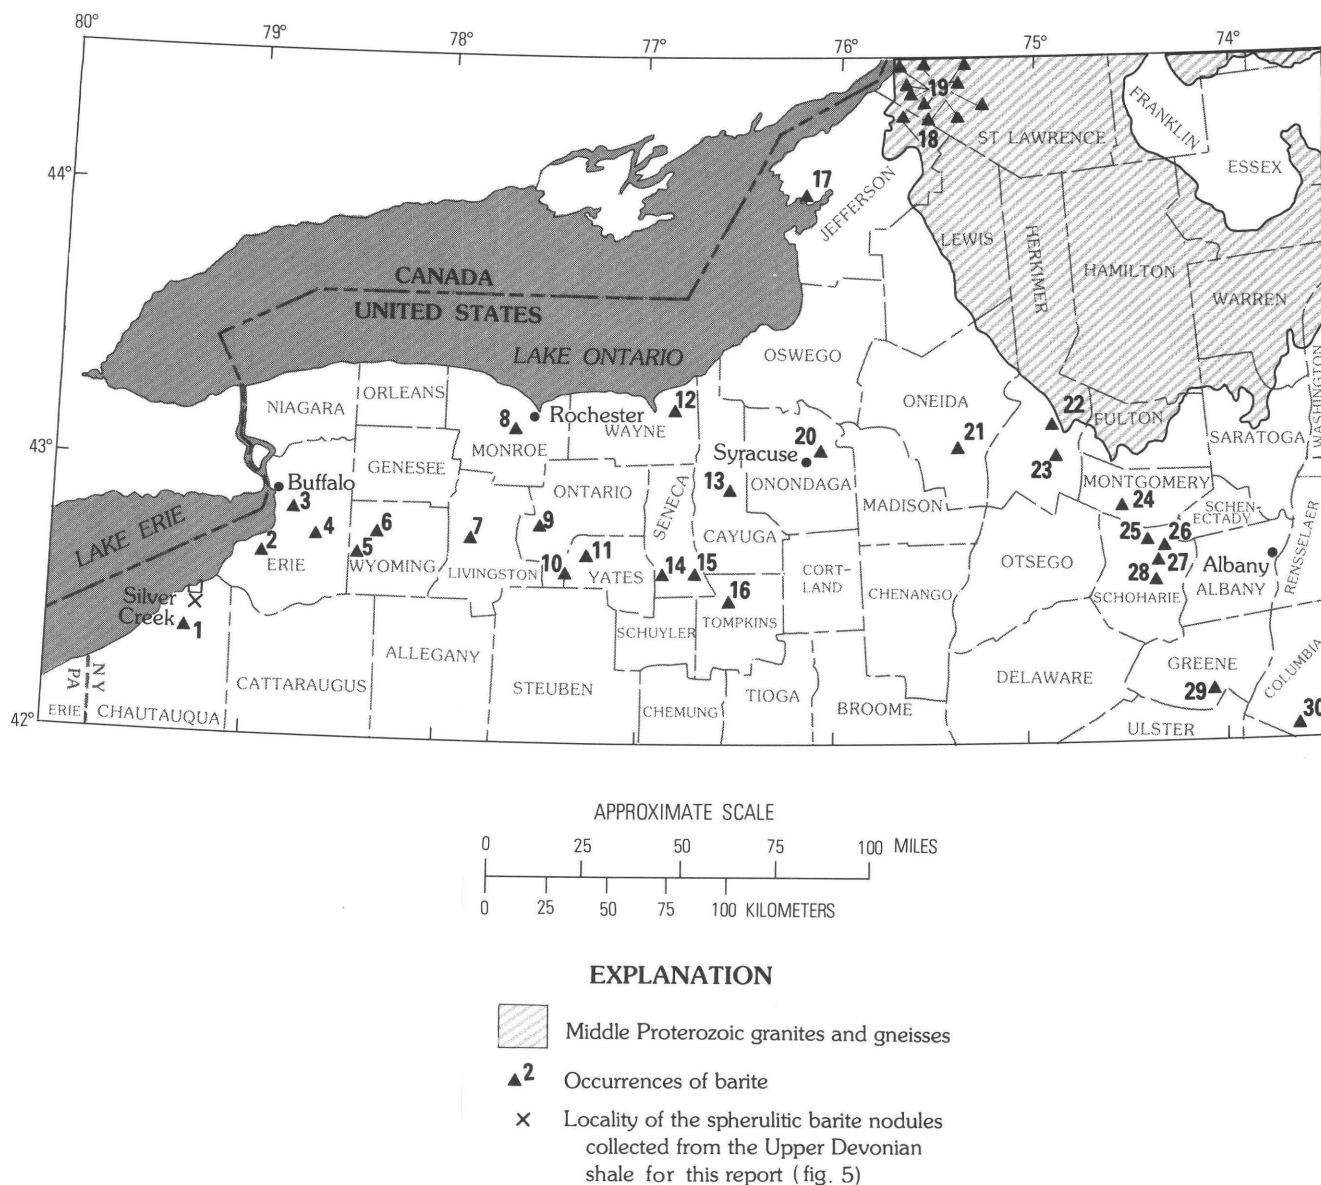 80°
79°
78°
77°
76°
75°
74°
44°
43°
42°
CANADA
UNITED STATES
LAKE ONTARIO
LAKE ERIE
19
18
ST LAWRENCE
FRANKLIN
ESSEX
17
JEFFERSON
LEWIS
HERKIMER
HAMILTON
WARREN
WASHINGTON
OSWEGO
ONEIDA
22
FULTON
SARATOGA
NIAGARA
ORLEANS
8
Rochester
MONROE
12
WAYNE
20
Syracuse
ONONDAGA
21
23
MADISON
MONTGOMERY
24
SCHEN-
ECTADY
RENSSELAER
Buffalo
3
GENESEE
ONTARIO
SENECA
13
CAYUGA
2
4
ERIE
5
6
WYOMING
7
LIVINGSTON
9
10
11
YATES
14
15
16
TOMPKINS
CORT-
LAND
CHENANGO
OTSEGO
25
26
27
28
SCHOHARIE
Albany
ALBANY
Silver
Creek
1
N Y
PA
ERIE
CHAUTAUQUA
CATTARAUGUS
ALLEGANY
STEUBEN
SCHUYLER
CHEMUNG
TIOGA
BROOME
DELAWARE
GREENE
29
ULSTER
COLUMBIA
30
APPROXIMATE SCALE
0 25 50 75 100 MILES
0 25 50 75 100 KILOMETERS
EXPLANATION
Middle Proterozoic granites and gneisses
2 Occurrences of barite
Locality of the spherulitic barite nodules
collected from the Upper Devonian
shale for this report (fig. 5)